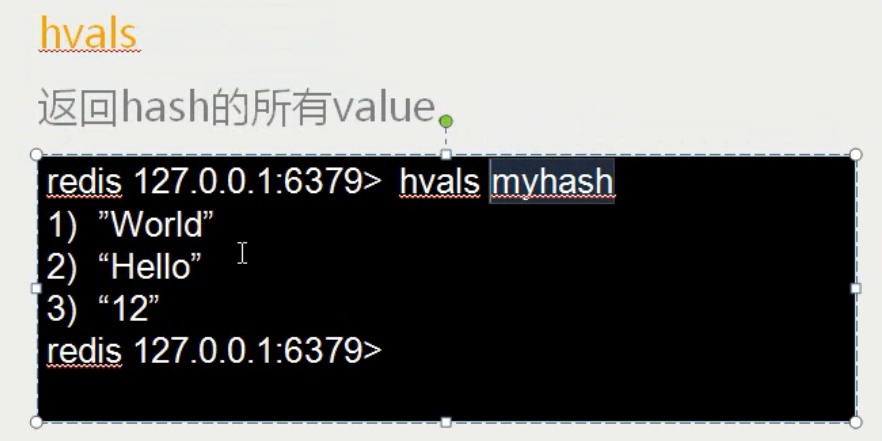 hvals
返回hash的所有value
redis 127.0.0.1:6379> hvals myhash
1) ”World”
2) “Hello”
3) “12”
redis 127.0.0.1:6379>